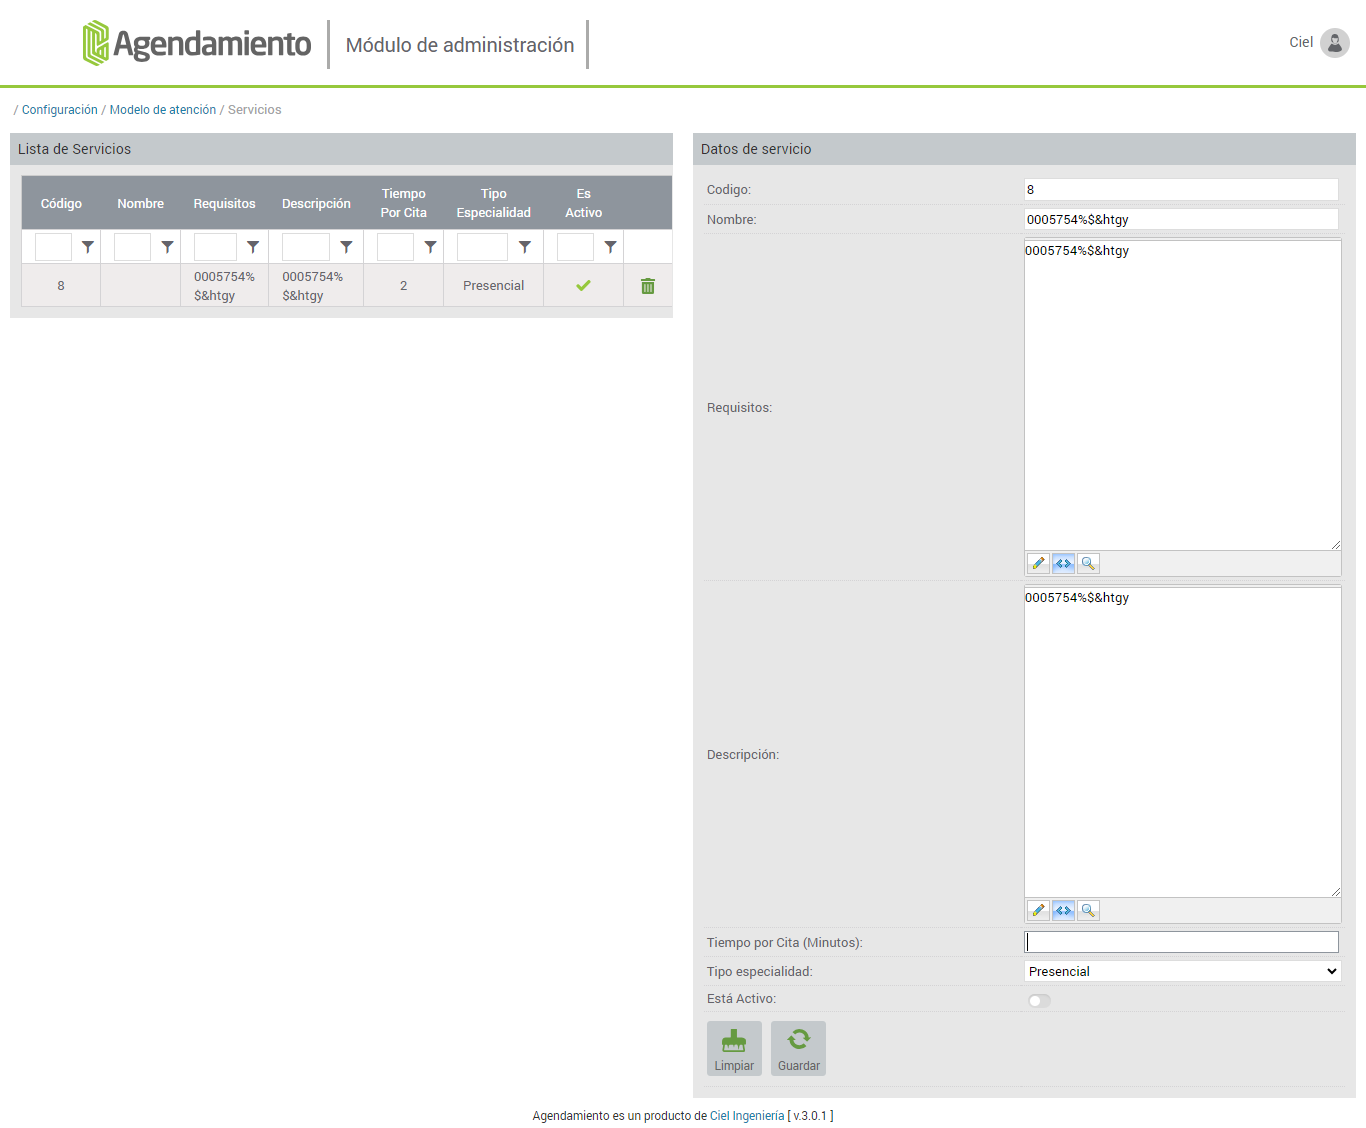 Agendamiento
Módulo de administración
Ciel
/ Configuración / Modelo de atención / Servicios
Lista de Servicios
Código Nombre Requisitos Descripción Tiempo Por Cita Tipo Especialidad Es Activo
8 0005754%$&htgy 0005754%$&htgy 2 Presencial
Datos de servicio
Codigo: 8
Nombre: 0005754%$&htgy
Requisitos: 0005754%$&htgy
Descripción: 0005754%$&htgy
Tiempo por Cita (Minutos):
Tipo especialidad: Presencial
Está Activo:
Limpiar Guardar
Agendamiento es un producto de Ciel Ingeniería [ v.3.0.1 ]